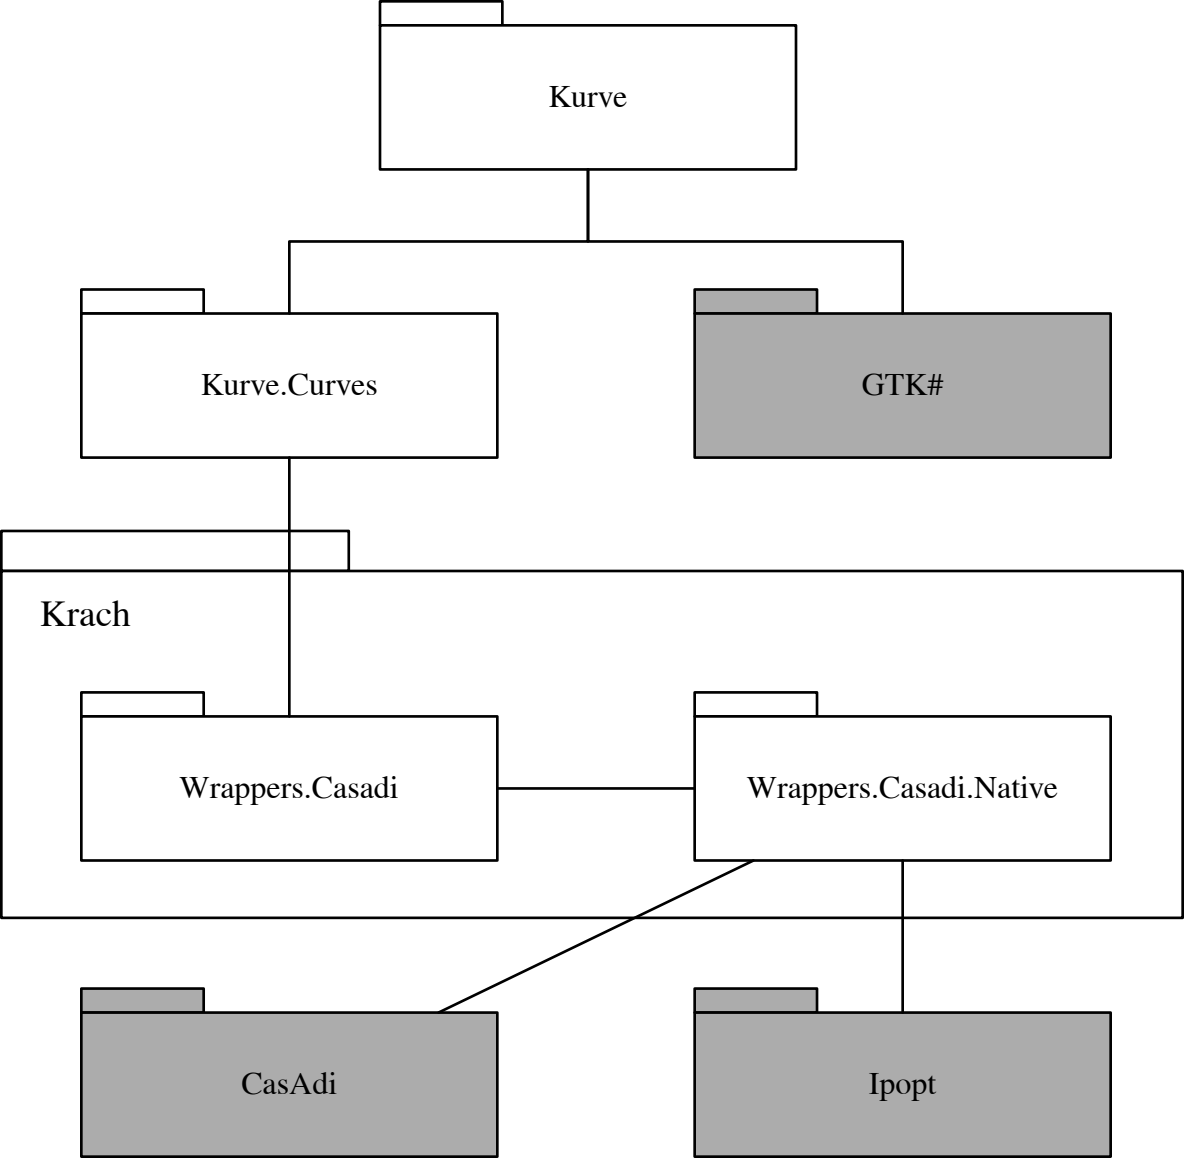 Kurve
Kurve.Curves
GTK#
Krach
Wrappers.Casadi
Wrappers.Casadi.Native
CasAdi
Ipopt